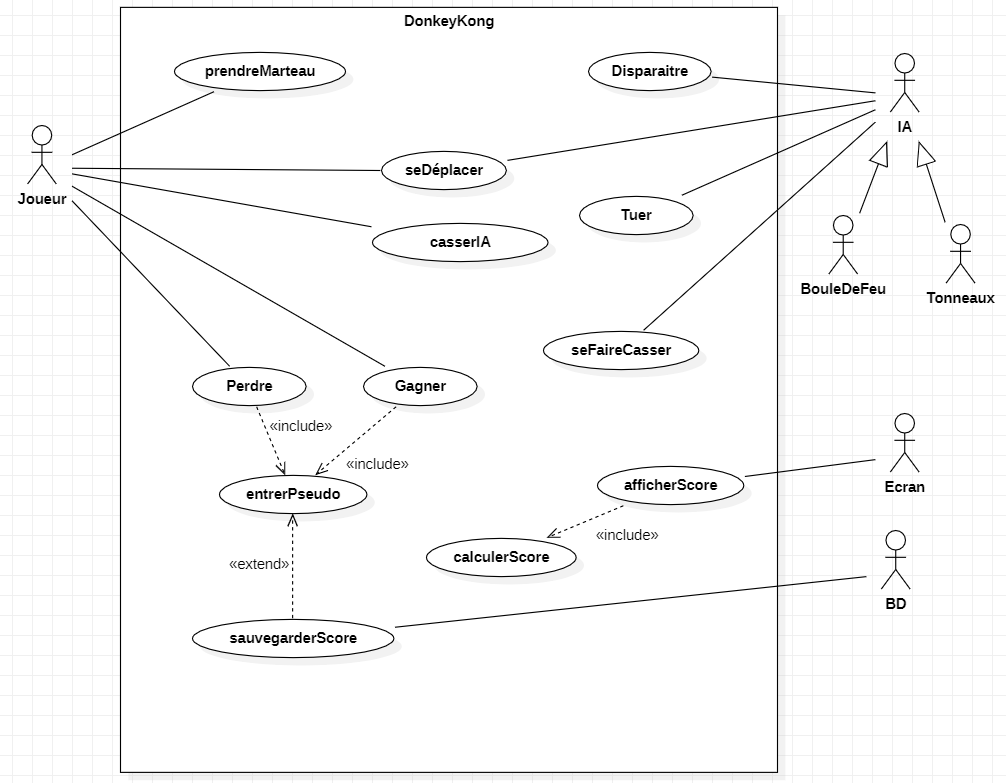 DonkeyKong
prendreMarteau
Disparaitre
IA
Joueur
seDéplacer
Tuer
casserIA
BouleDeFeu
Tonneaux
seFaireCasser
Perdre
Gagner
«include»
«include»
entrerPseudo
afficherScore
Ecran
«include»
calculerScore
«extend»
BD
sauvegarderScore